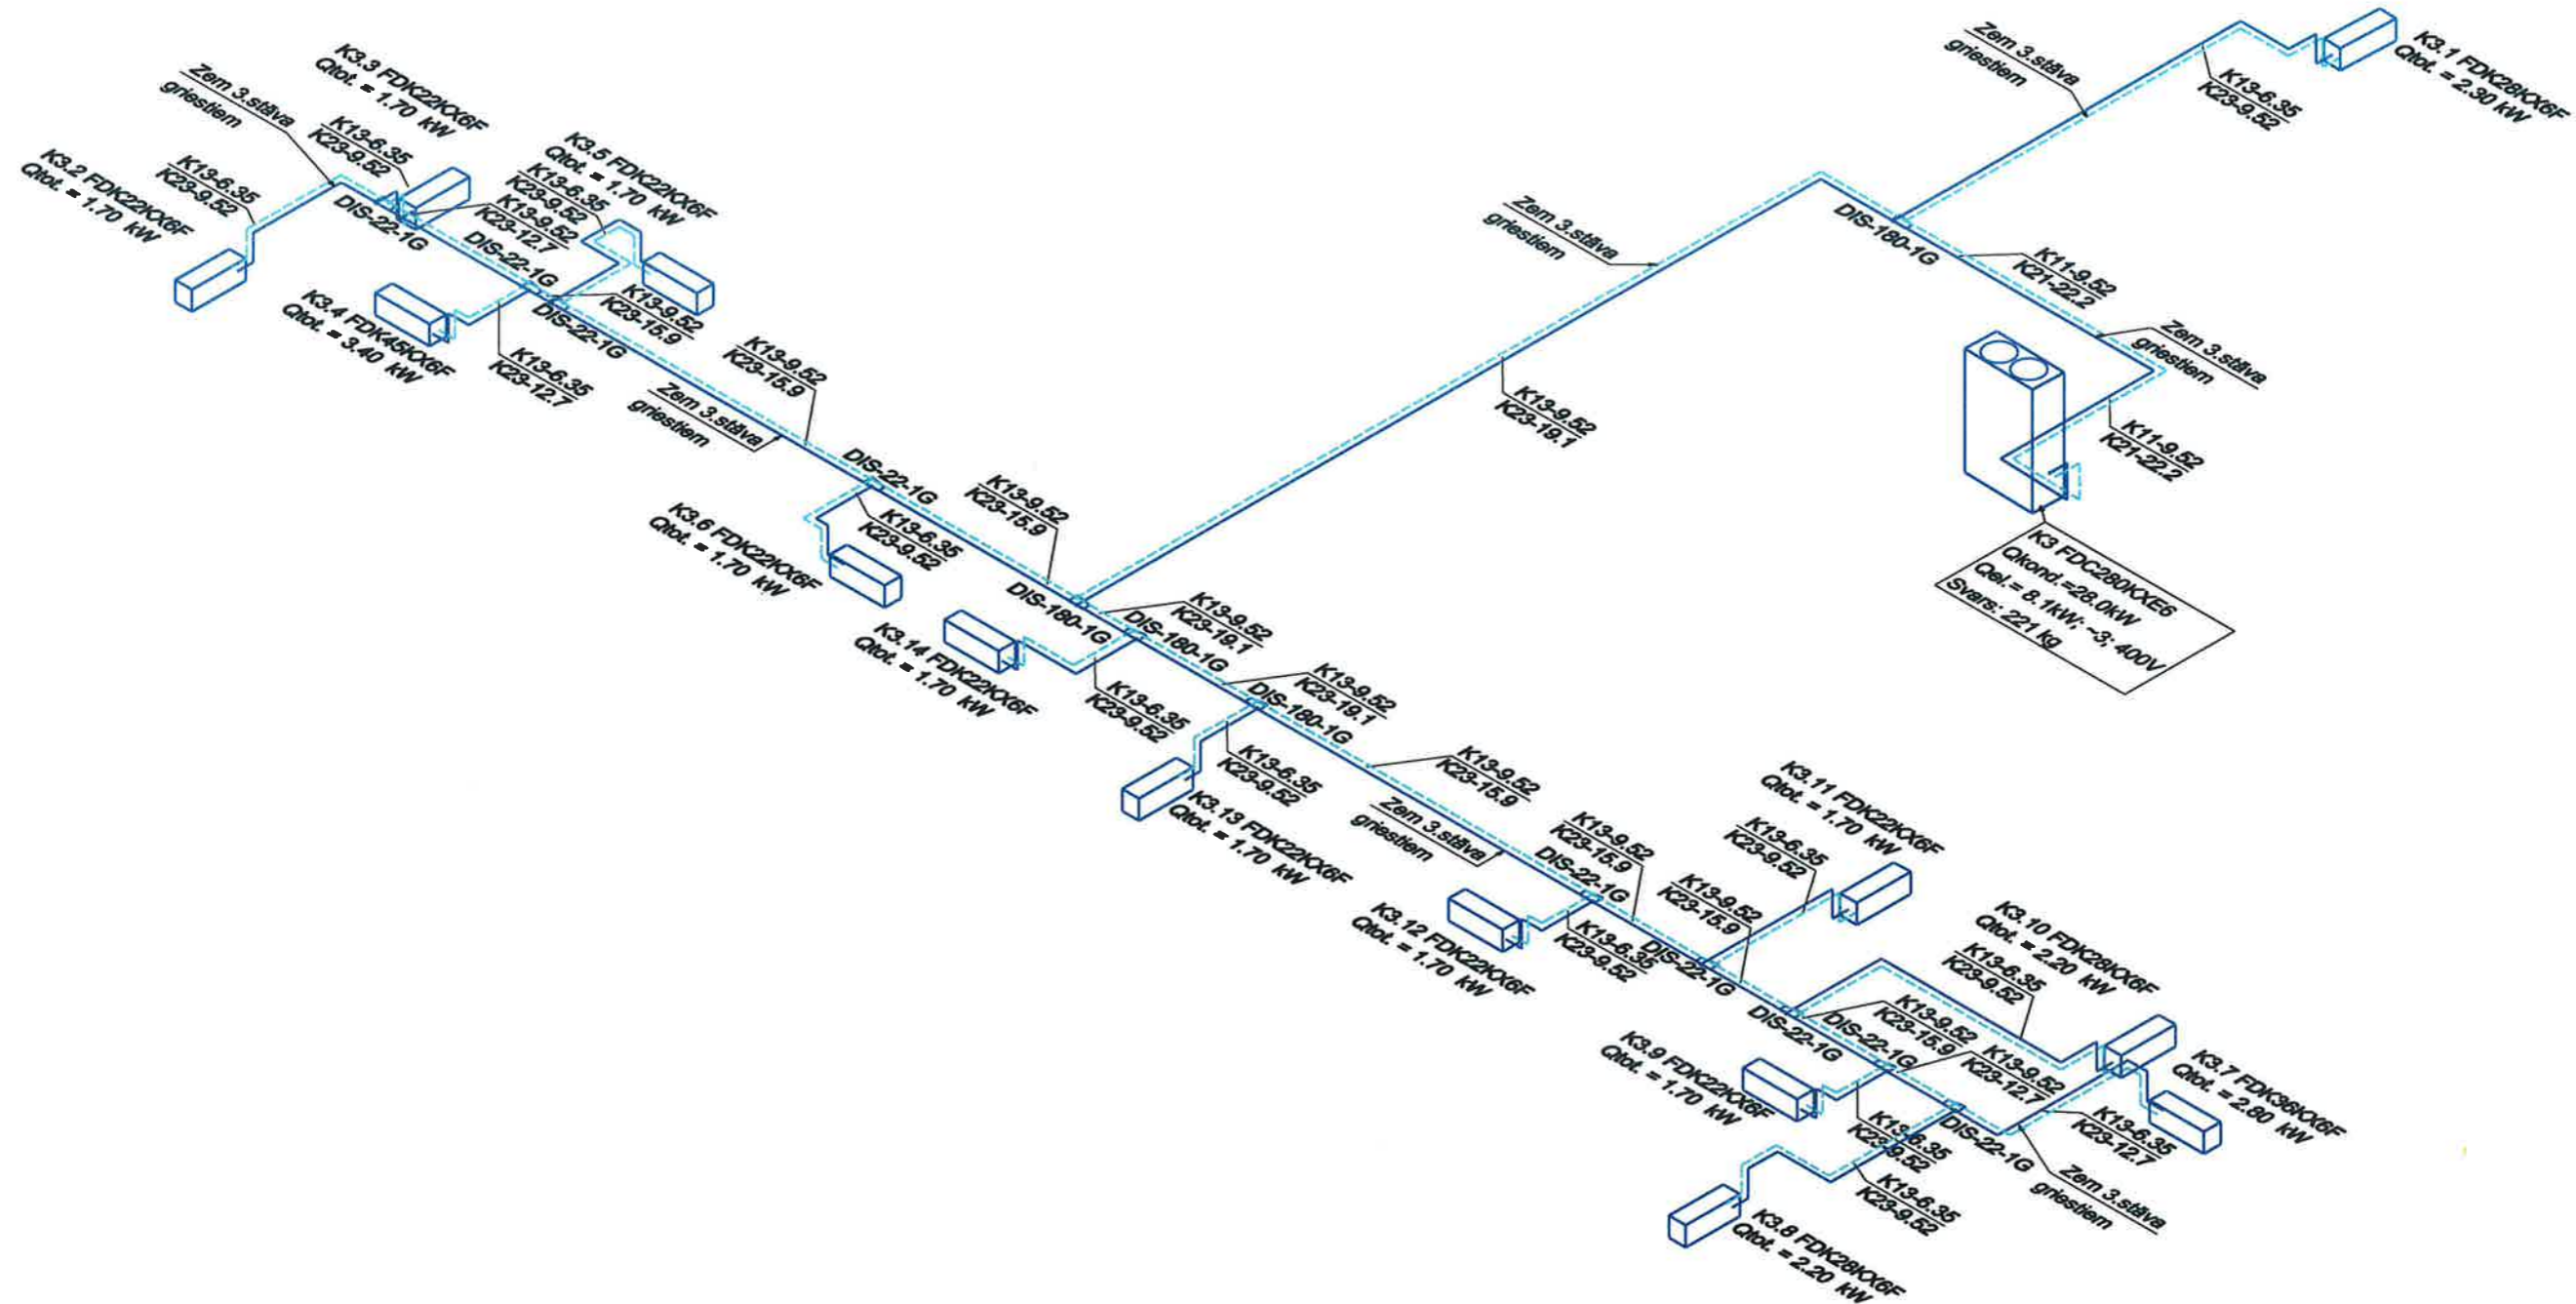 Zem 3.stāva
griestiem
K3.1 FDK28KX6F
Qtot. = 2.30 kW
K13-6.35
K23-9.52
K3.3 FDK22KX6F
Qtot. = 1.70 kW
Zem 3.stāva
griestiem
K13-6.35
K23-9.52
K3.2 FDK22KX6F
Qtot. = 1.70 kW
K13-6.35
K23-9.52
DIS-22-1G
K3.5 FDK22KX6F
Qtot. = 1.70 kW
K13-6.35
K23-9.52
K13-9.52
K23-12.7
DIS-22-1G
K3.4 FDK45KX6F
Qtot. = 3.40 kW
K13-6.35
K23-12.7
DIS-22-1G
K13-9.52
K23-15.9
K13-9.52
K23-15.9
Zem 3.stāva
griestiem
DIS-22-1G
K13-6.35
K23-9.52
K3.6 FDK22KX6F
Qtot. = 1.70 kW
K13-9.52
K23-15.9
Zem 3.stāva
griestiem
DIS-180-1G
K11-9.52
K21-22.2
Zem 3.stāva
griestiem
K11-9.52
K21-22.2
K13-9.52
K23-19.1
K3 FDC280KXE6
Qkond.=28.0kW
Qel.= 8.1kW; ~3; 400V
Svars: 221 kg
DIS-180-1G
K13-9.52
K23-19.1
DIS-180-1G
K3.14 FDK22KX6F
Qtot. = 1.70 kW
K13-6.35
K23-9.52
K13-9.52
K23-19.1
DIS-180-1G
K13-6.35
K23-9.52
K3.13 FDK22KX6F
Qtot. = 1.70 kW
K13-9.52
K23-15.9
Zem 3.stāva
griestiem
K13-9.52
K23-15.9
DIS-22-1G
K3.12 FDK22KX6F
Qtot. = 1.70 kW
K13-6.35
K23-9.52
K3.11 FDK22KX6F
Qtot. = 1.70 kW
K13-6.35
K23-9.52
K13-9.52
K23-15.9
DIS-22-1G
K3.10 FDK28KX6F
Qtot. = 2.20 kW
K13-6.35
K23-9.52
DIS-22-1G
K13-9.52
K23-15.9
DIS-22-1G
K13-9.52
K23-12.7
K3.9 FDK22KX6F
Qtot. = 1.70 kW
K13-6.35
K23-9.52
K3.7 FDK36KX6F
Qtot. = 2.80 kW
K13-6.35
K23-12.7
DIS-22-1G
Zem 3.stāva
griestiem
K13-6.35
K23-9.52
K3.8 FDK28KX6F
Qtot. = 2.20 kW